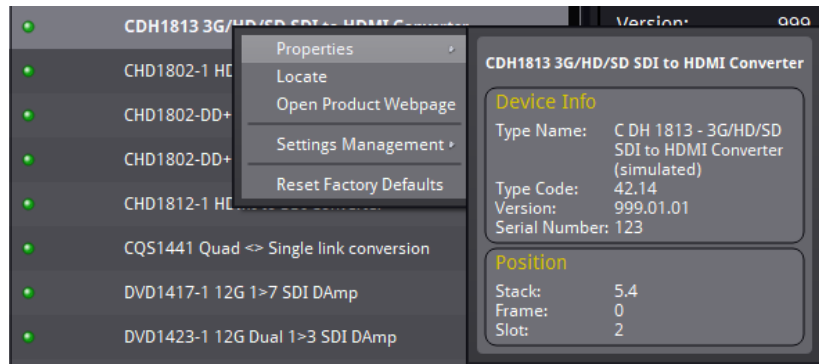 CDH1813 3G/HD/SD SDI to HDMI Converter
CHD1802-1 HD
CHD1802-DD+
CHD1802-DD+
CHD1812-1
CQS1441 Quad <> Single link conversion
DVD1417-1 12G 1>7 SDI DAmp
DVD1423-1 12G Dual 1>3 SDI DAmp
Properties
Locate
Open Product Webpage
Settings Management
Reset Factory Defaults
Version: 999
CDH1813 3G/HD/SD SDI to HDMI Converter
Device Info
Type Name: C DH 1813 - 3G/HD/SD
SDI to HDMI Converter
(simulated)
Type Code: 42.14
Version: 999.01.01
Serial Number: 123
Position
Stack: 5.4
Frame: 0
Slot: 2